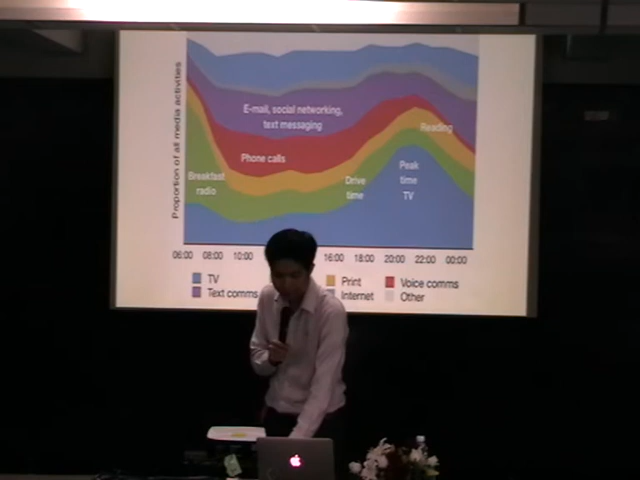 Proportion of all media activities
E-mail, social networking,
text messaging
Reading
Phone calls
Peak
time
TV
Breakfast
radio
Drive
time
06:00 08:00 10:00 16:00 18:00 20:00 22:00 00:00
TV Print Voice comms
Text comms Internet Other